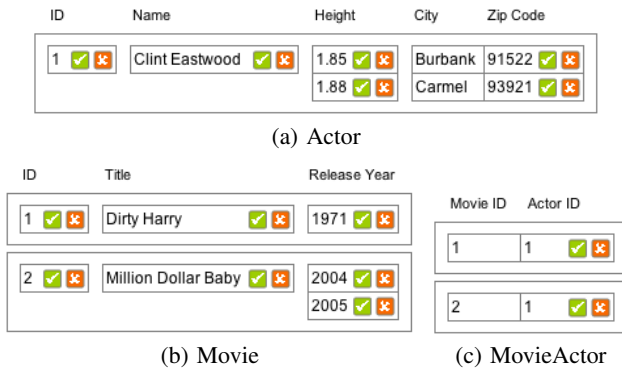 ID Name Height City Zip Code
1 Clint Eastwood 1.85 Burbank 91522
1.88 Carmel 93921
(a) Actor
ID Title Release Year
1 Dirty Harry 1971
2 Million Dollar Baby 2004
2005
(b) Movie
Movie ID Actor ID
1 1
2 1
(c) MovieActor